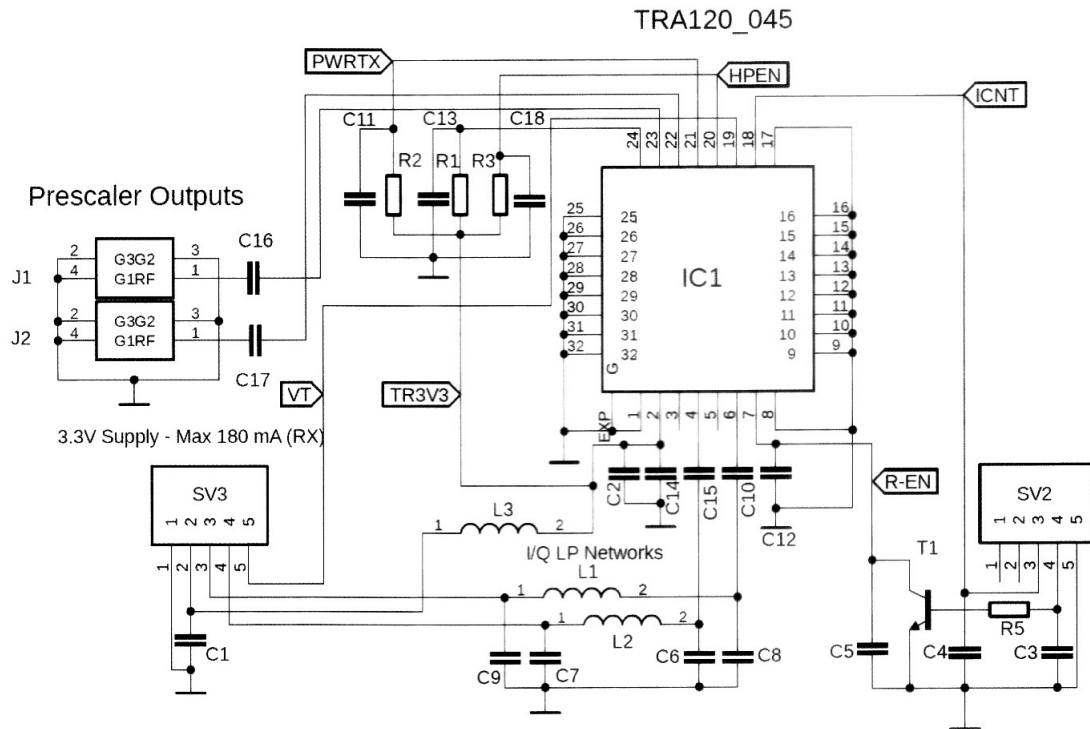 TRA120_045
PWRTX
HPEN
ICNT
C11
C13
C18
R2
R1
R3
24
23
22
21
20
19
18
17
Prescaler Outputs
J1
2
4
G3G2
G1RF
3
1
C16
J2
2
4
G3G2
G1RF
3
1
C17
25
26
27
28
29
30
31
32
25
26
27
28
29
30
31
32
IC1
G
16
15
14
13
12
11
10
9
16
15
14
13
12
11
10
9
EXP
1
2
3
4
5
6
7
8
VT
TR3V3
3.3V Supply - Max 180 mA (RX)
SV3
1
2
3
4
5
1
2
3
4
5
C2
C14
C15
C10
C12
R-EN
SV2
1
2
3
4
5
1
2
3
4
5
1
L3
2
I/Q LP Networks
L1
1
2
1
2
L2
T1
R5
C1
C9
C7
C6
C8
C5
C4
C3